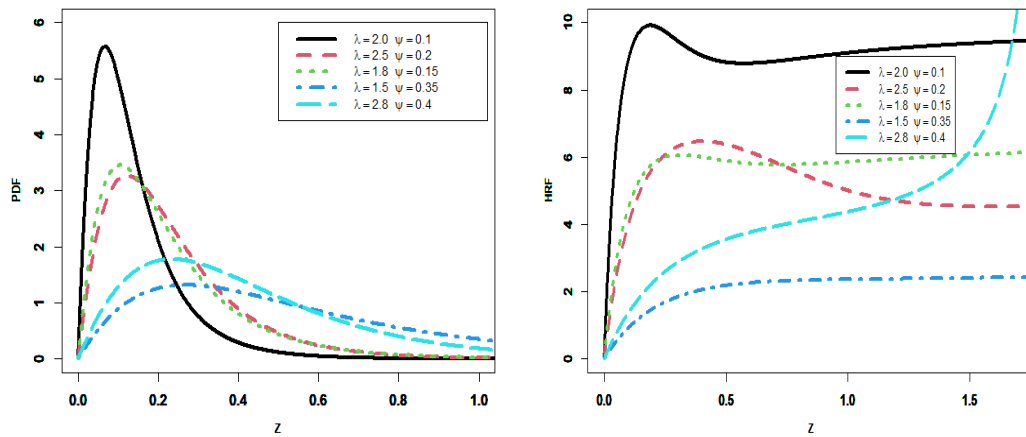 PDF
0
1
2
3
4
5
6
0.0
0.2
0.4
0.6
0.8
1.0
Z
λ = 2.0 ψ = 0.1
λ = 2.5 ψ = 0.2
λ = 1.8 ψ = 0.15
λ = 1.5 ψ = 0.35
λ = 2.8 ψ = 0.4
HRF
0
2
4
6
8
10
0.0
0.5
1.0
1.5
Z
λ = 2.0 ψ = 0.1
λ = 2.5 ψ = 0.2
λ = 1.8 ψ = 0.15
λ = 1.5 ψ = 0.35
λ = 2.8 ψ = 0.4